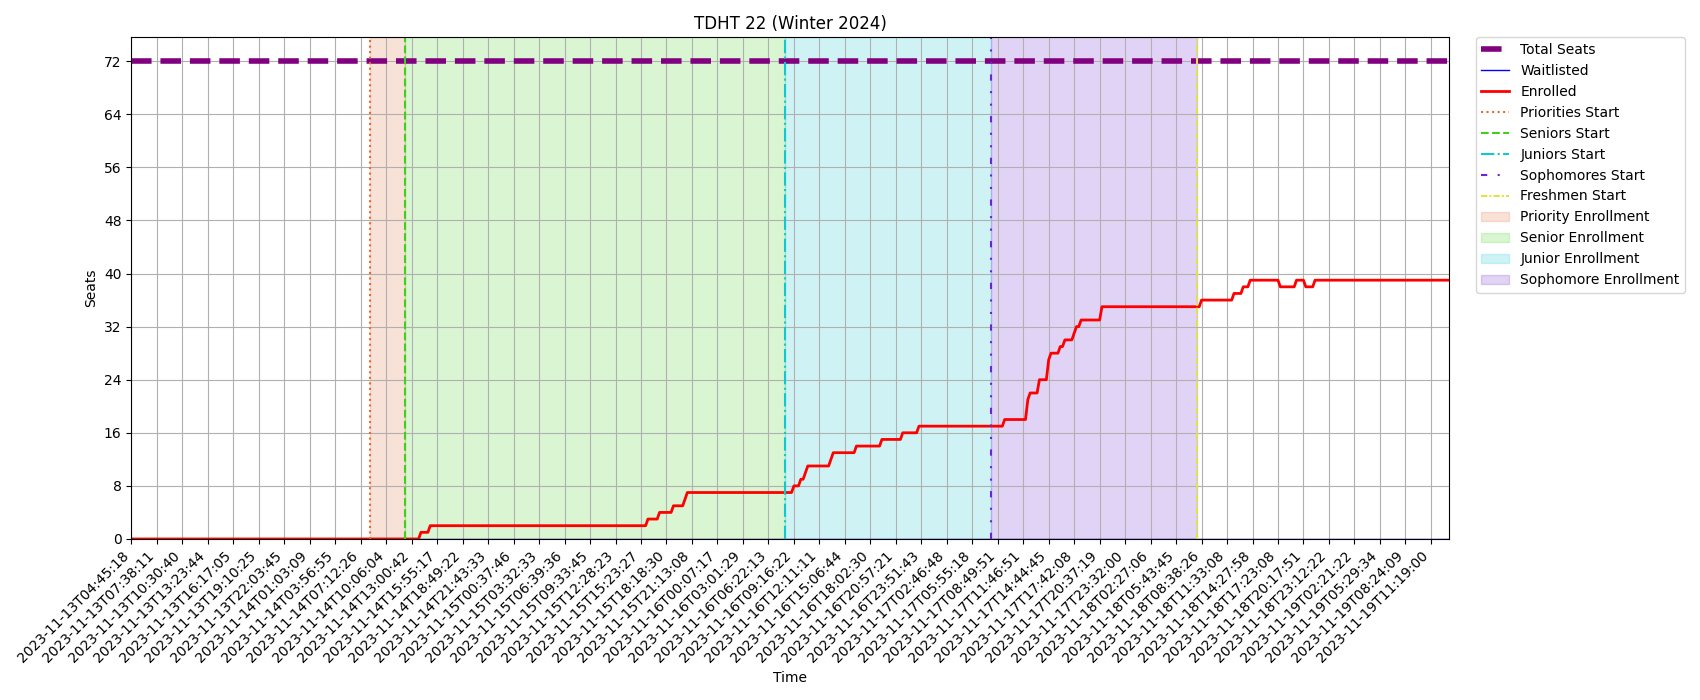 TDHT 22 (Winter 2024)
72
64
56
48
40
32
24
16
8
0
Seats
2023-11-13T04:45:18
2023-11-13T07:38:11
2023-11-13T10:30:40
2023-11-13T13:23:44
2023-11-13T16:17:05
2023-11-13T19:10:25
2023-11-13T22:03:45
2023-11-14T01:03:09
2023-11-14T03:56:55
2023-11-14T07:12:26
2023-11-14T10:06:04
2023-11-14T13:00:42
2023-11-14T15:55:17
2023-11-14T18:49:22
2023-11-14T21:43:33
2023-11-15T00:37:46
2023-11-15T03:32:33
2023-11-15T06:39:36
2023-11-15T09:33:45
2023-11-15T12:28:23
2023-11-15T15:23:27
2023-11-15T18:18:30
2023-11-15T21:13:08
2023-11-16T00:07:17
2023-11-16T03:01:29
2023-11-16T06:22:13
2023-11-16T09:16:22
2023-11-16T12:11:11
2023-11-16T15:06:44
2023-11-16T18:02:30
2023-11-16T20:57:21
2023-11-16T23:51:43
2023-11-17T02:46:48
2023-11-17T05:55:18
2023-11-17T08:49:51
2023-11-17T11:46:51
2023-11-17T14:44:45
2023-11-17T17:42:08
2023-11-17T20:37:19
2023-11-17T23:32:00
2023-11-18T02:27:06
2023-11-18T05:43:45
2023-11-18T08:38:26
2023-11-18T11:33:08
2023-11-18T14:27:58
2023-11-18T17:23:08
2023-11-18T20:17:51
2023-11-18T23:12:22
2023-11-19T02:21:22
2023-11-19T05:29:34
2023-11-19T08:24:09
2023-11-19T11:19:00
Time
Total Seats
Waitlisted
Enrolled
Priorities Start
Seniors Start
Juniors Start
Sophomores Start
Freshmen Start
Priority Enrollment
Senior Enrollment
Junior Enrollment
Sophomore Enrollment